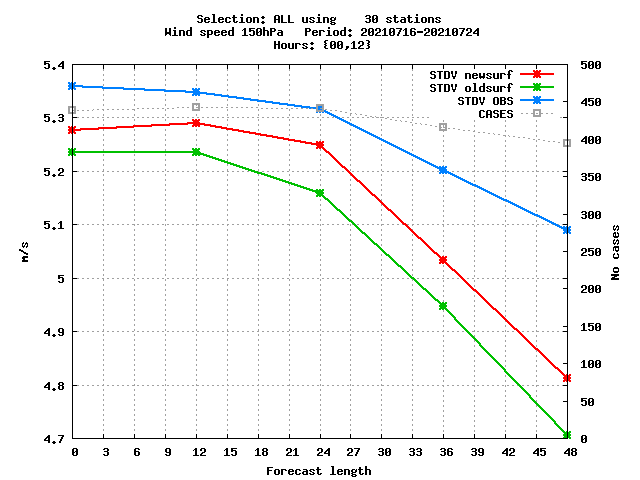 Selection: ALL using    30 stations
Wind speed 150hPa   Period: 20210716-20210724
Hours: {00,12}
STDV newsurf
STDV oldsurf
STDV OBS
CASES
5.4
5.3
5.2
5.1
5
4.9
4.8
4.7
m/s
500
450
400
350
300
250
200
150
100
50
0
No cases
0 3 6 9 12 15 18 21 24 27 30 33 36 39 42 45 48
Forecast length